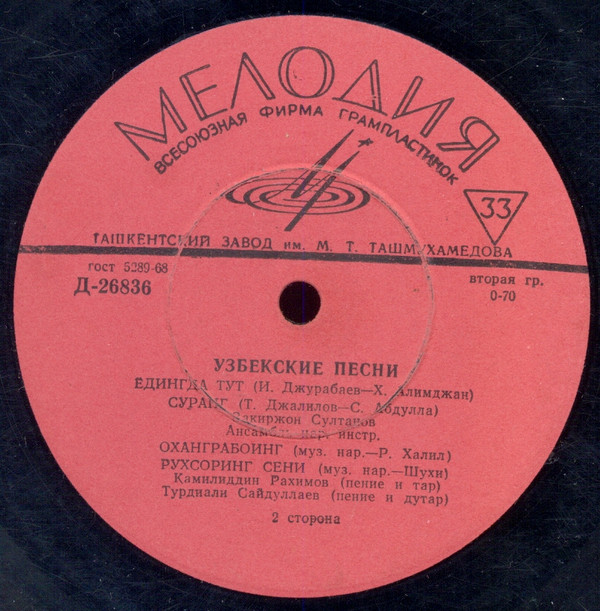 МЕЛОДИЯ
ВСЕСОЮЗНАЯ ФИРМА ГРАМПЛАСТИНОК
33
ТАШКЕНТСКИЙ ЗАВОД им. М. Т. ТАШМУХАМЕДОВА
гост 5289-68
Д-26836
вторая гр.
0-70
УЗБЕКСКИЕ ПЕСНИ
ЕДИНГДА ТУТ (И. Джурабаев—Х. Алимджан)
СУРАНГ (Т. Джалилов—С. Абдулла)
Закиржон Султанов
Ансамбль нар. инстр.
ОХАНГРАБОИНГ (муз. нар.—Р. Халил)
РУХСОРИНГ СЕНИ (муз. нар.—Шухи)
Камилиддин Рахимов (пение и тар)
Турдиали Сайдуллаев (пение и дутар)
2 сторона